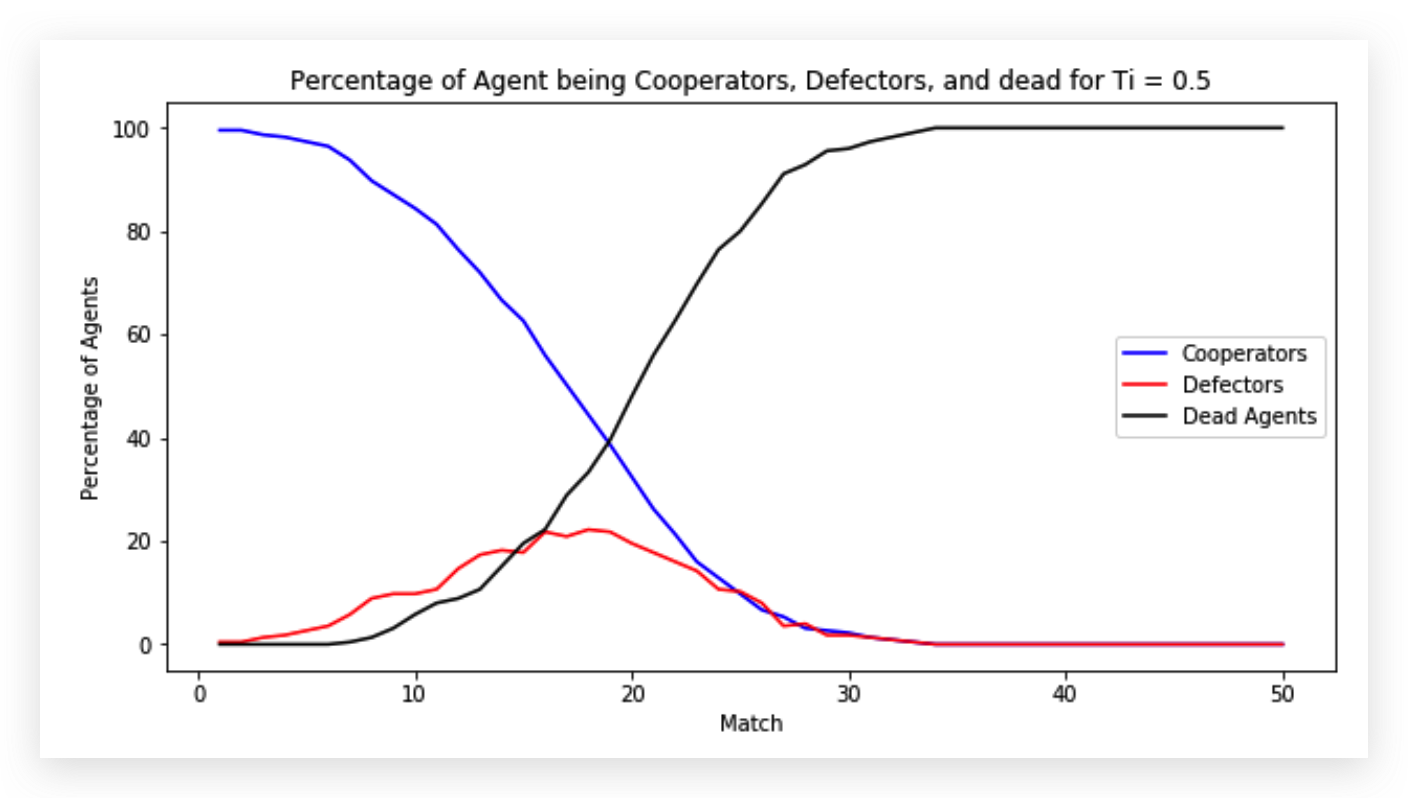 Percentage of Agent being Cooperators, Defectors, and dead for Ti = 0.5
Percentage of Agents
100
80
60
40
20
0
Cooperators
Defectors
Dead Agents
0 10 20 30 40 50
Match